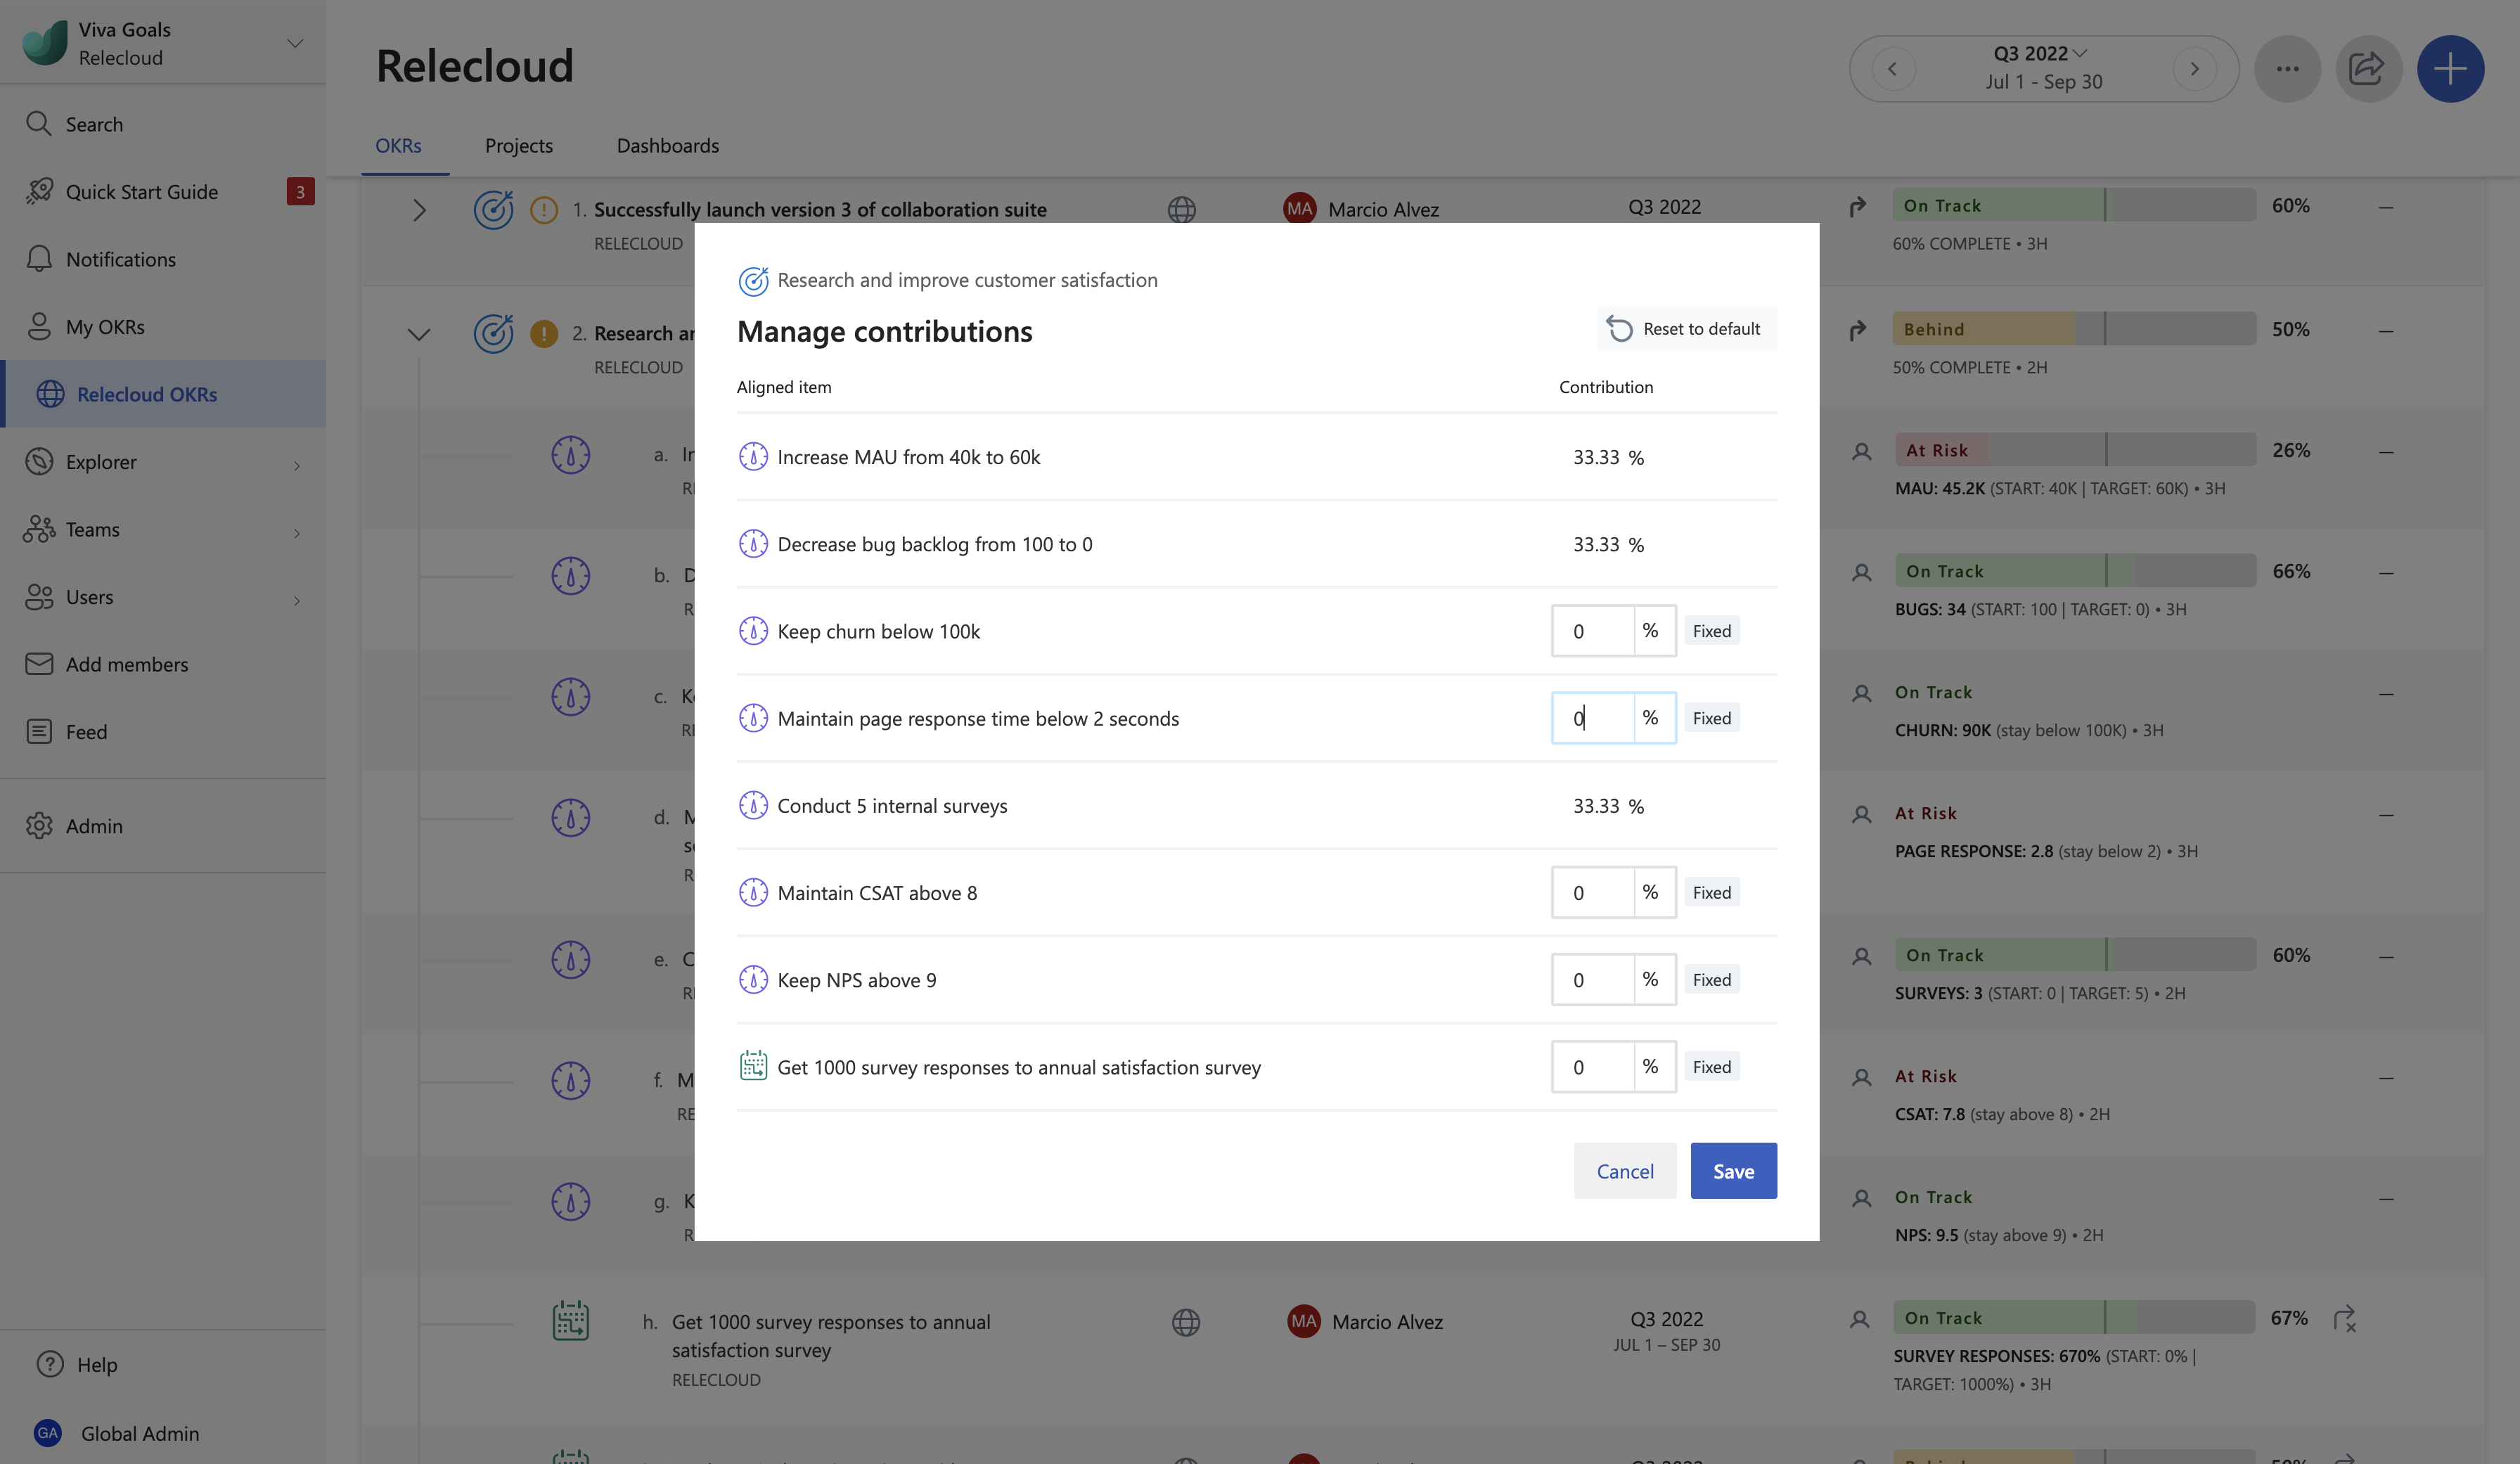 Viva Goals
Relecloud
Search
Quick Start Guide
3
Notifications
My OKRs
Relecloud OKRs
Explorer
Teams
Users
Add members
Feed
Admin
Help
GA
Global Admin
Relecloud
Q3 2022
Jul 1 - Sep 30
OKRs
Projects
Dashboards
1. Successfully launch version 3 of collaboration suite
RELECLOUD
MA Marcio Alvez
Q3 2022
On Track
60%
60% COMPLETE • 3H
2. Research
RELECLOUD
Behind
50%
50% COMPLETE • 2H
Research and improve customer satisfaction
Manage contributions
Reset to default
Aligned item
Contribution
Increase MAU from 40k to 60k
33.33 %
Decrease bug backlog from 100 to 0
33.33 %
Keep churn below 100k
0 %
Fixed
Maintain page response time below 2 seconds
0 %
Fixed
Conduct 5 internal surveys
33.33 %
Maintain CSAT above 8
0 %
Fixed
Keep NPS above 9
0 %
Fixed
Get 1000 survey responses to annual satisfaction survey
0 %
Fixed
Cancel
Save
a.
At Risk
26%
MAU: 45.2K (START: 40K | TARGET: 60K) • 3H
b.
On Track
66%
BUGS: 34 (START: 100 | TARGET: 0) • 3H
c.
On Track
CHURN: 90K (stay below 100K) • 3H
d.
At Risk
PAGE RESPONSE: 2.8 (stay below 2) • 3H
e.
On Track
60%
SURVEYS: 3 (START: 0 | TARGET: 5) • 2H
f.
At Risk
CSAT: 7.8 (stay above 8) • 2H
g.
On Track
NPS: 9.5 (stay above 9) • 2H
h. Get 1000 survey responses to annual
satisfaction survey
RELECLOUD
MA Marcio Alvez
Q3 2022
JUL 1 – SEP 30
On Track
67%
SURVEY RESPONSES: 670% (START: 0% |
TARGET: 1000%) • 3H